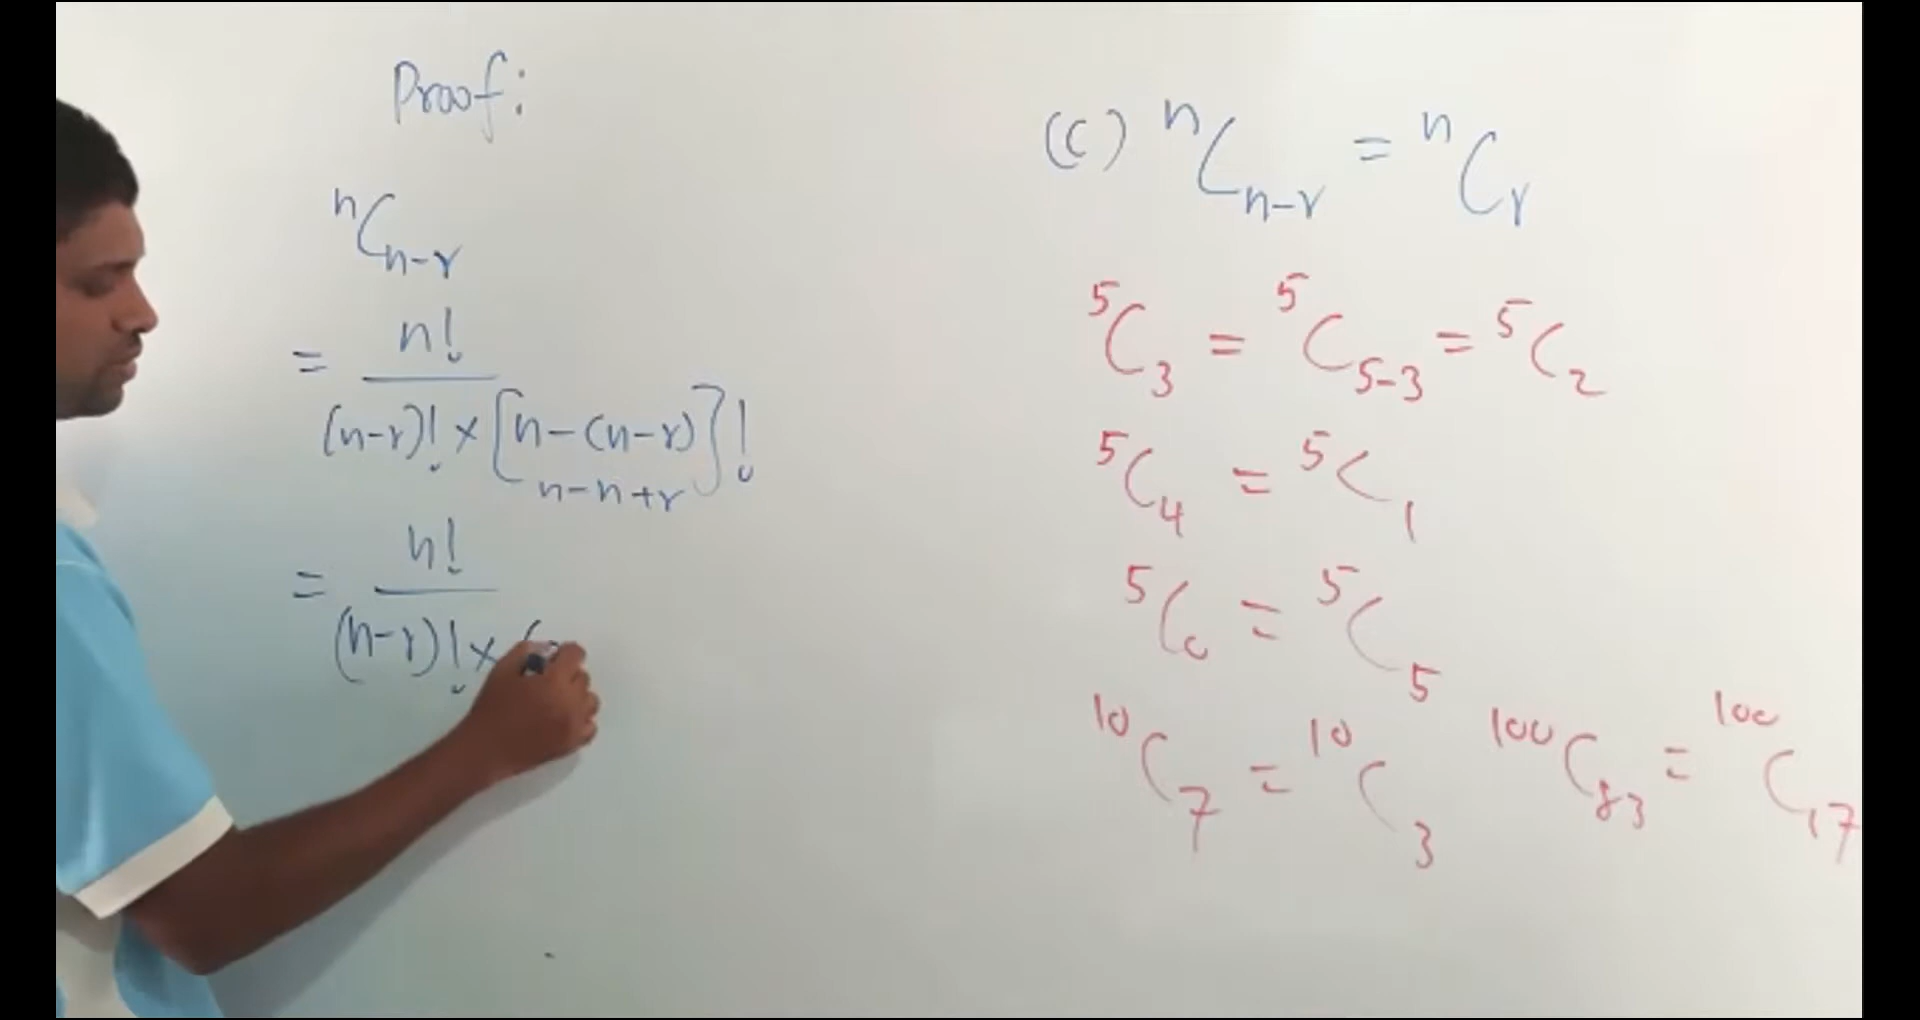 Proof:
ⁿCₙ₋ᵣ
= n! / (n-r)! × [n-(n-r)]!
n-n+r
= n! / (n-r)! × (
(c) ⁿCₙ₋ᵣ = ⁿCᵣ
⁵C₃ = ⁵C₅₋₃ = ⁵C₂
⁵C₄ = ⁵C₁
⁵C₀ = ⁵C₅
¹⁰C₇ = ¹⁰C₃ ¹⁰⁰C₈₃ = ¹⁰⁰C₁₇